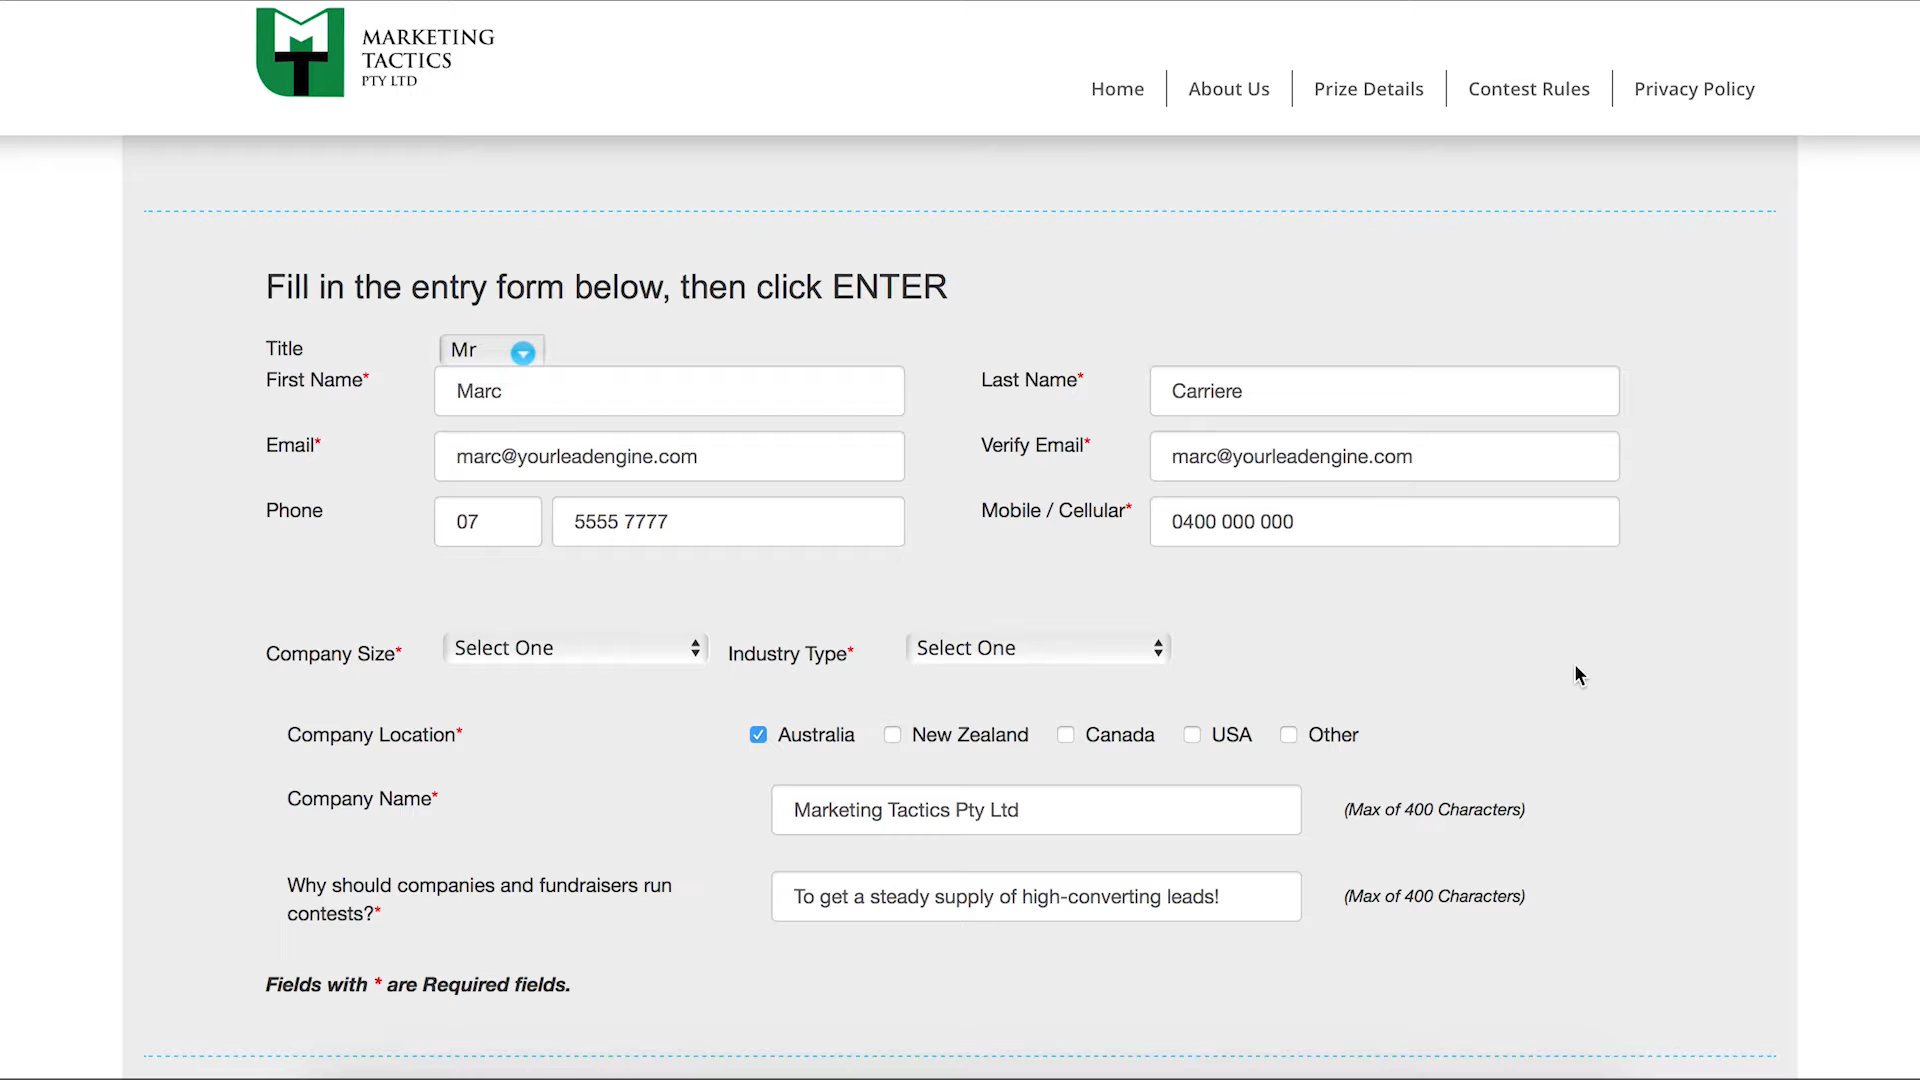 MARKETING
TACTICS
PTY LTD
Home
About Us
Prize Details
Contest Rules
Privacy Policy
Fill in the entry form below, then click ENTER
Title
Mr
First Name*
Marc
Last Name*
Carriere
Email*
marc@yourleadengine.com
Verify Email*
marc@yourleadengine.com
Phone
07
5555 7777
Mobile / Cellular*
0400 000 000
Company Size*
Select One
Industry Type*
Select One
Company Location*
Australia
New Zealand
Canada
USA
Other
Company Name*
Marketing Tactics Pty Ltd
(Max of 400 Characters)
Why should companies and fundraisers run
contests?*
To get a steady supply of high-converting leads!
(Max of 400 Characters)
Fields with * are Required fields.